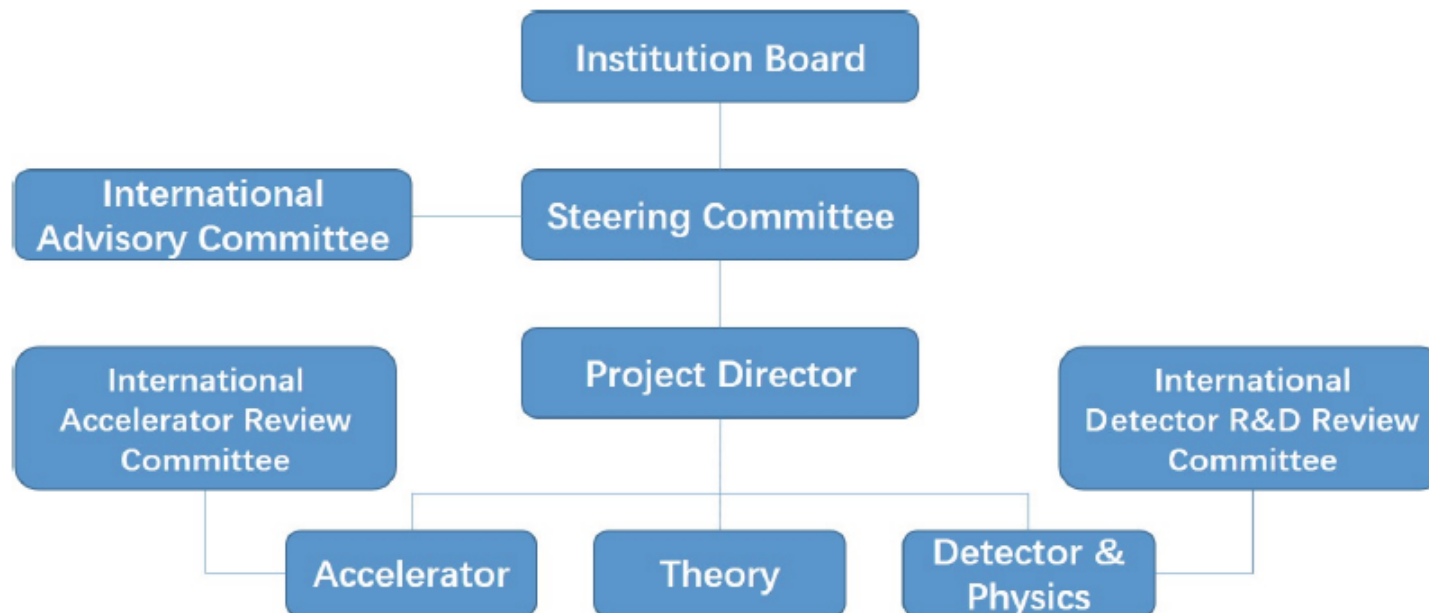 Institution Board
International
Advisory Committee
Steering Committee
Project Director
International
Accelerator Review
Committee
International
Detector R&D Review
Committee
Accelerator
Theory
Detector &
Physics